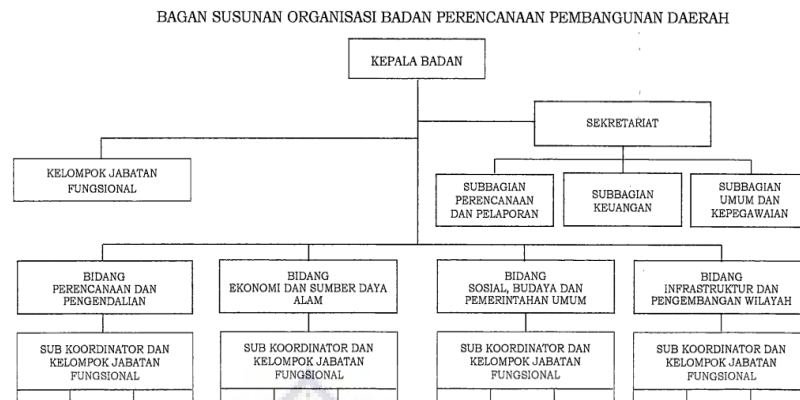 BAGAN SUSUNAN ORGANISASI BADAN PERENCANAAN PEMBANGUNAN DAERAH
KEPALA BADAN
SEKRETARIAT
KELOMPOK JABATAN
FUNGSIONAL
SUBBAGIAN
PERENCANAAN
DAN PELAPORAN
SUBBAGIAN
KEUANGAN
SUBBAGIAN
UMUM DAN
KEPEGAWAIAN
BIDANG
PERENCANAAN DAN
PENGENDALIAN
BIDANG
EKONOMI DAN SUMBER DAYA
ALAM
BIDANG
SOSIAL, BUDAYA DAN
PEMERINTAHAN UMUM
BIDANG
INFRASTRUKTUR DAN
PENGEMBANGAN WILAYAH
SUB KOORDINATOR DAN
KELOMPOK JABATAN
FUNGSIONAL
SUB KOORDINATOR DAN
KELOMPOK JABATAN
FUNGSIONAL
SUB KOORDINATOR DAN
KELOMPOK JABATAN
FUNGSIONAL
SUB KOORDINATOR DAN
KELOMPOK JABATAN
FUNGSIONAL